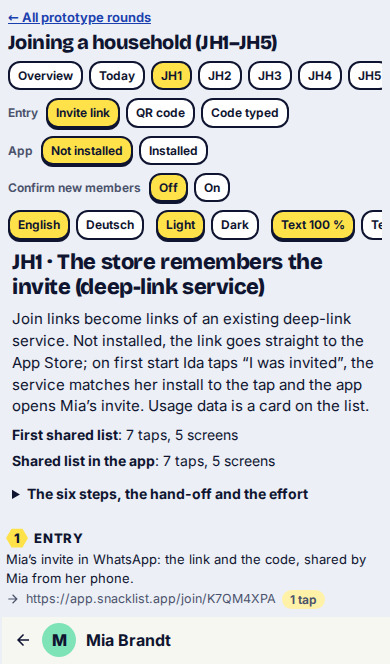 ← All prototype rounds
Joining a household (JH1–JH5)
Overview Today JH1 JH2 JH3 JH4 JH5
Entry Invite link QR code Code typed
App Not installed Installed
Confirm new members Off On
English Deutsch Light Dark Text 100 % Te
JH1 · The store remembers the
invite (deep-link service)
Join links become links of an existing deep-link
service. Not installed, the link goes straight to the
App Store; on first start Ida taps “I was invited”, the
service matches her install to the tap and the app
opens Mia’s invite. Usage data is a card on the list.
First shared list: 7 taps, 5 screens
Shared list in the app: 7 taps, 5 screens
▶ The six steps, the hand-off and the effort
1 ENTRY
Mia’s invite in WhatsApp: the link and the code, shared by
Mia from her phone.
→ https://app.snacklist.app/join/K7QM4XPA 1 tap
← M Mia Brandt